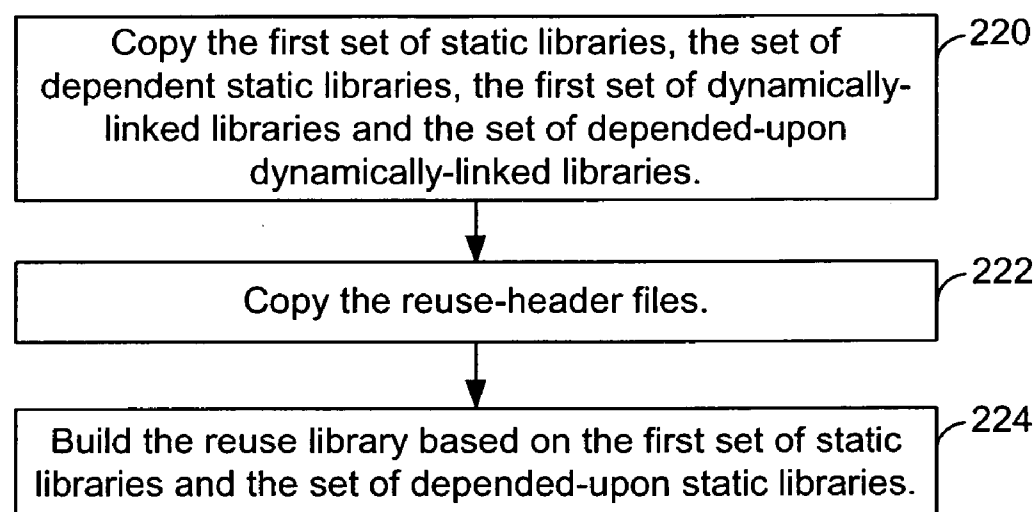 Copy the first set of static libraries, the set of
dependent static libraries, the first set of dynamically-
linked libraries and the set of depended-upon
dynamically-linked libraries.
220
Copy the reuse-header files.
222
Build the reuse library based on the first set of static
libraries and the set of depended-upon static libraries.
224